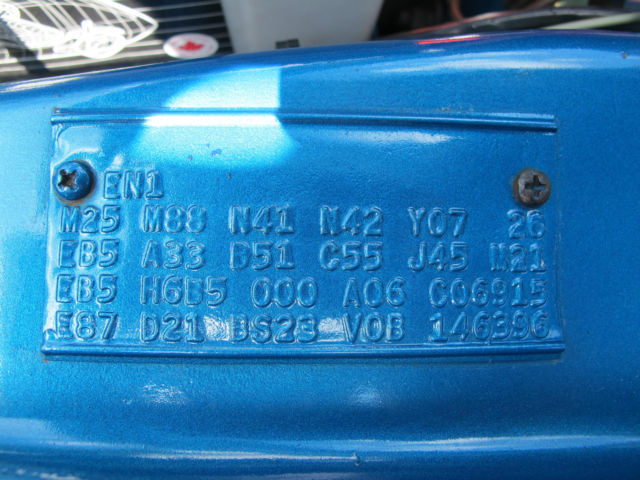 EN1
M25 M88 N41 N42 Y07 26
EB5 A33 B51 C55 J45 M21
EB5 H6B5 000 A06 C06915
E87 D21 BS23 V0B 146396